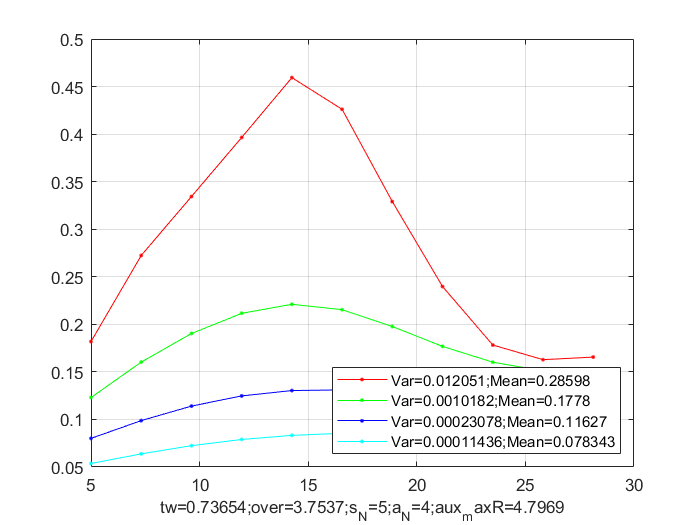 0.5
0.45
0.4
0.35
0.3
0.25
0.2
0.15
0.1
0.05
Var=0.012051;Mean=0.28598
Var=0.0010182;Mean=0.1778
Var=0.00023078;Mean=0.11627
Var=0.00011436;Mean=0.078343
5 10 15 20 25 30
tw=0.73654;over=3.7537;s_N=5;a_N=4;aux_maxR=4.7969